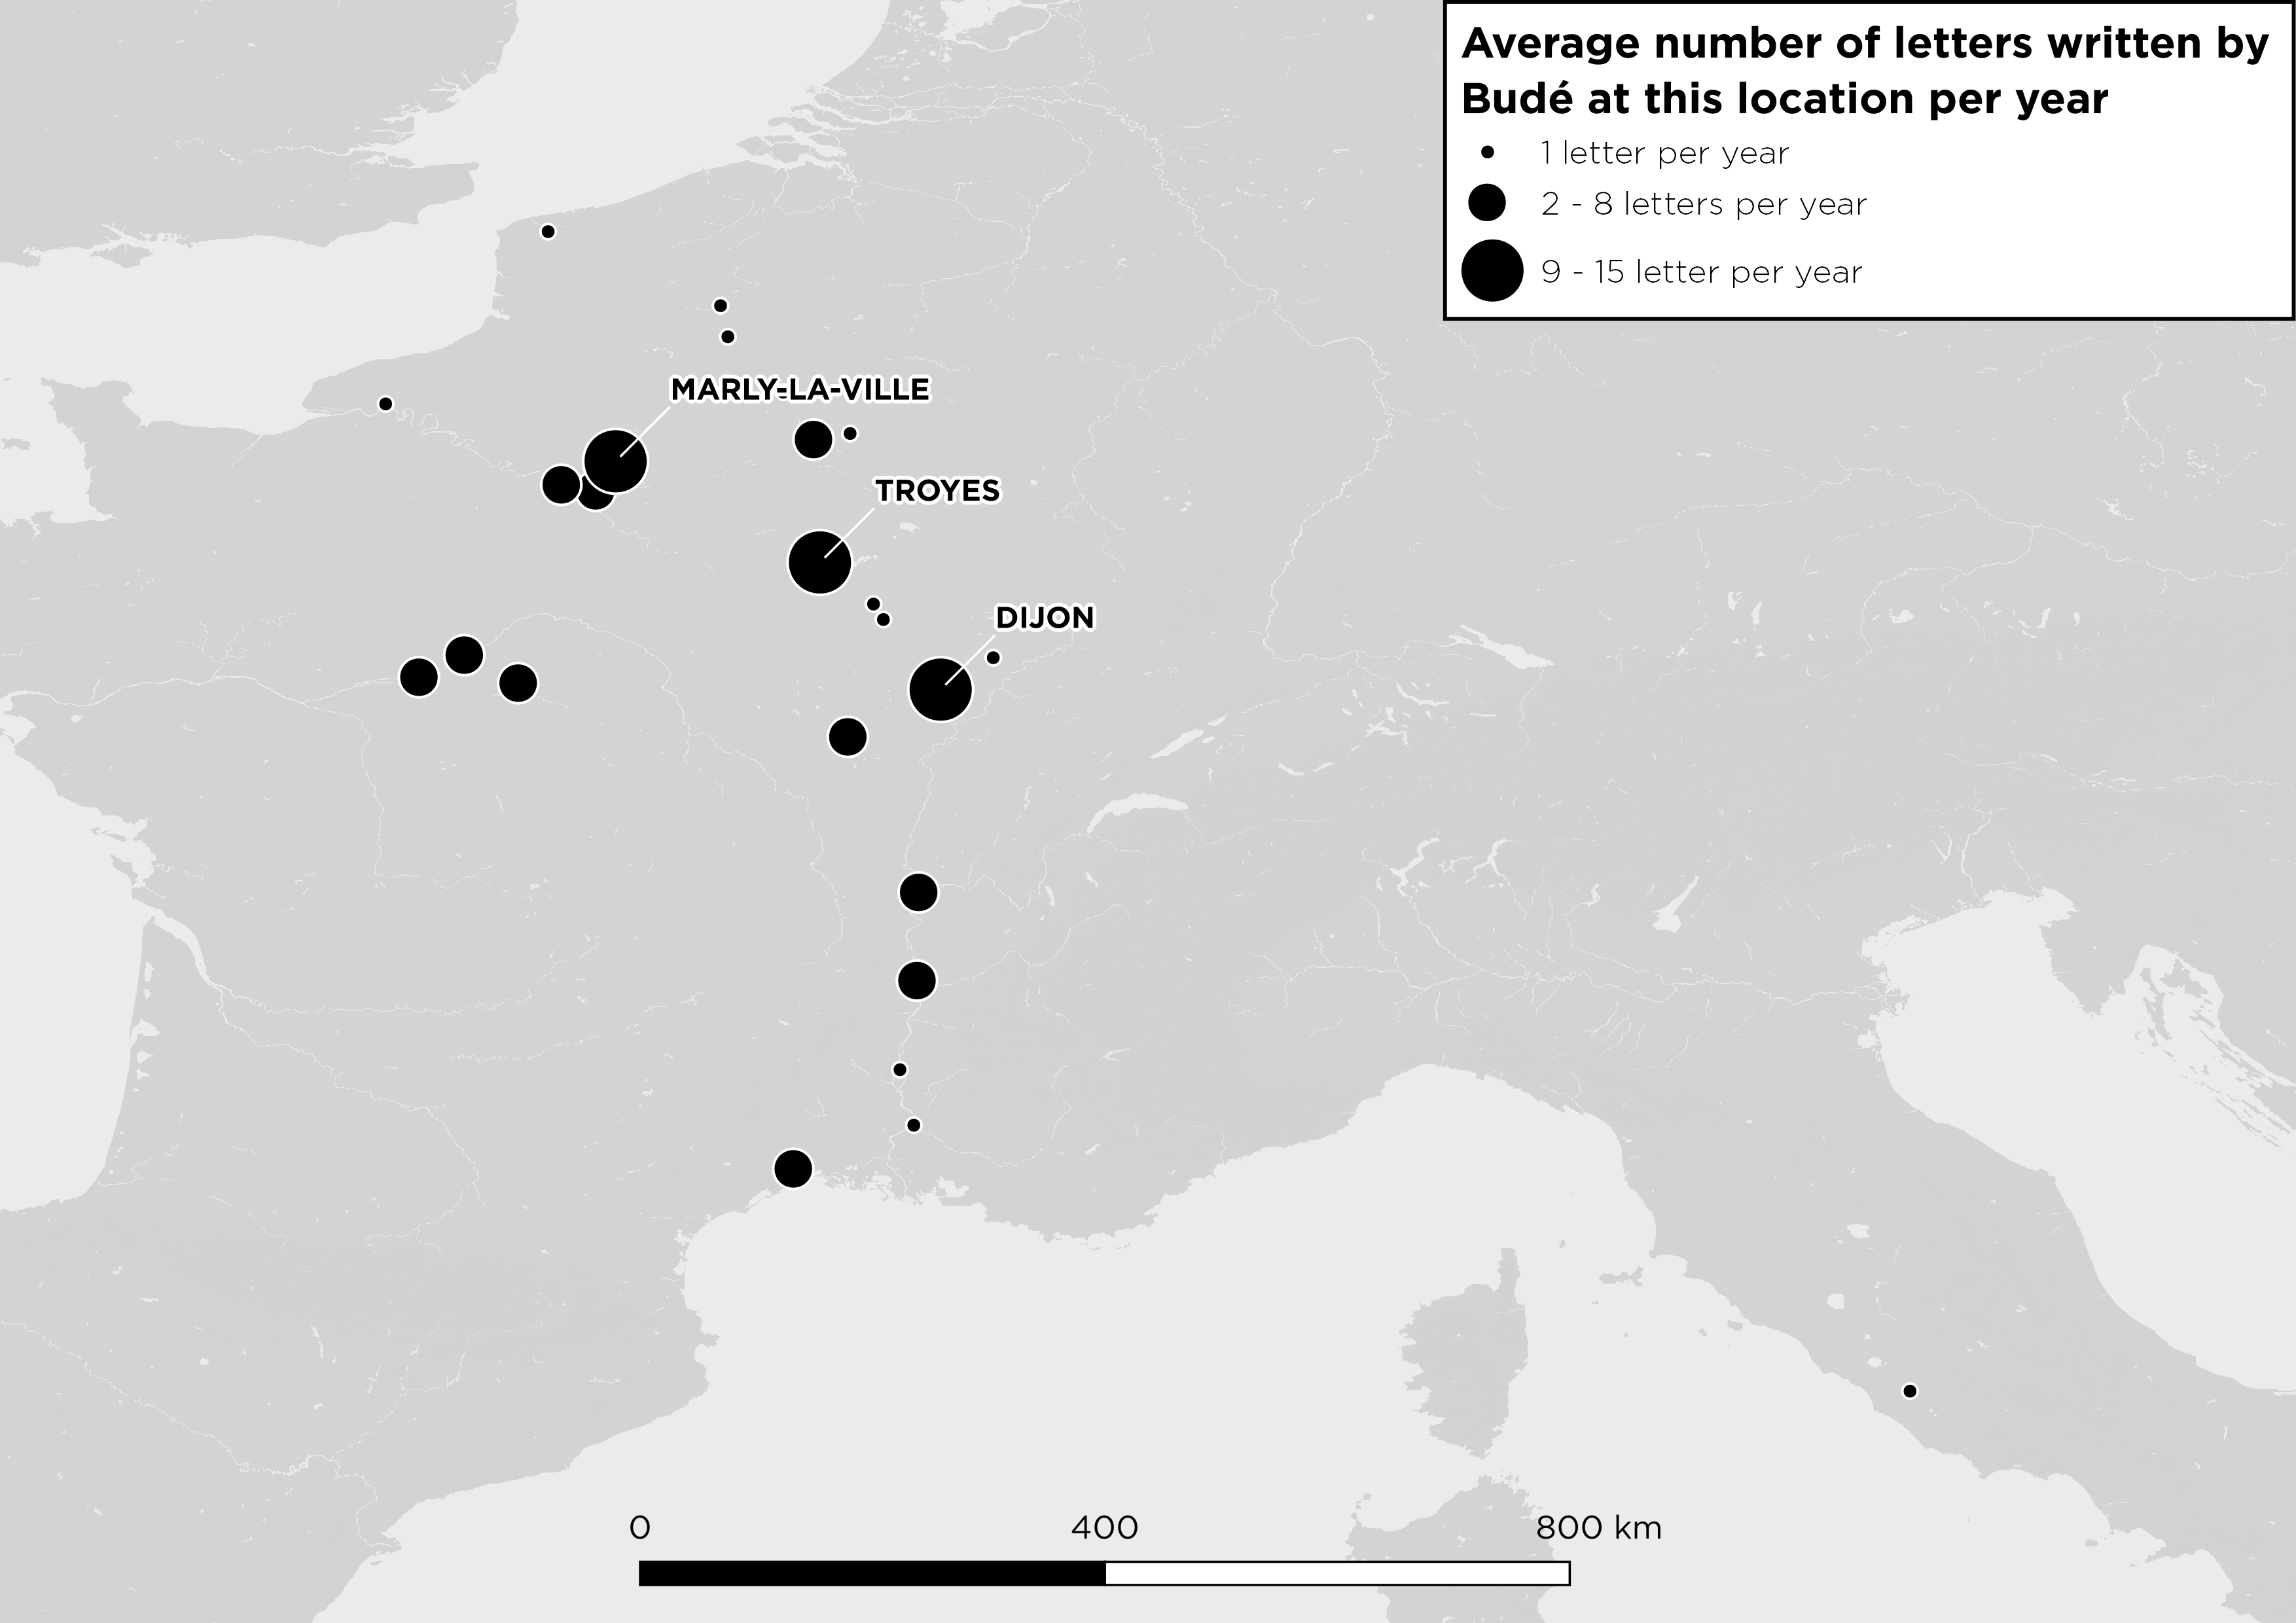 Average number of letters written by
Budé at this location per year
1 letter per year
2 - 8 letters per year
9 - 15 letter per year
MARLY-LA-VILLE
TROYES
DIJON
0 400 800 km